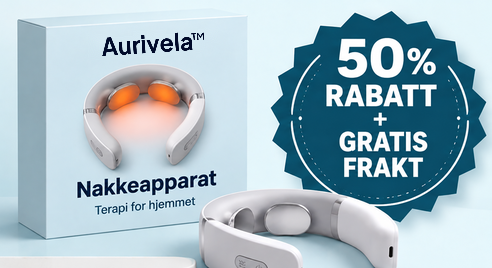 Aurivela™
Nakkeapparat
Terapi for hjemmet
50%
RABATT
+
GRATIS
FRAKT